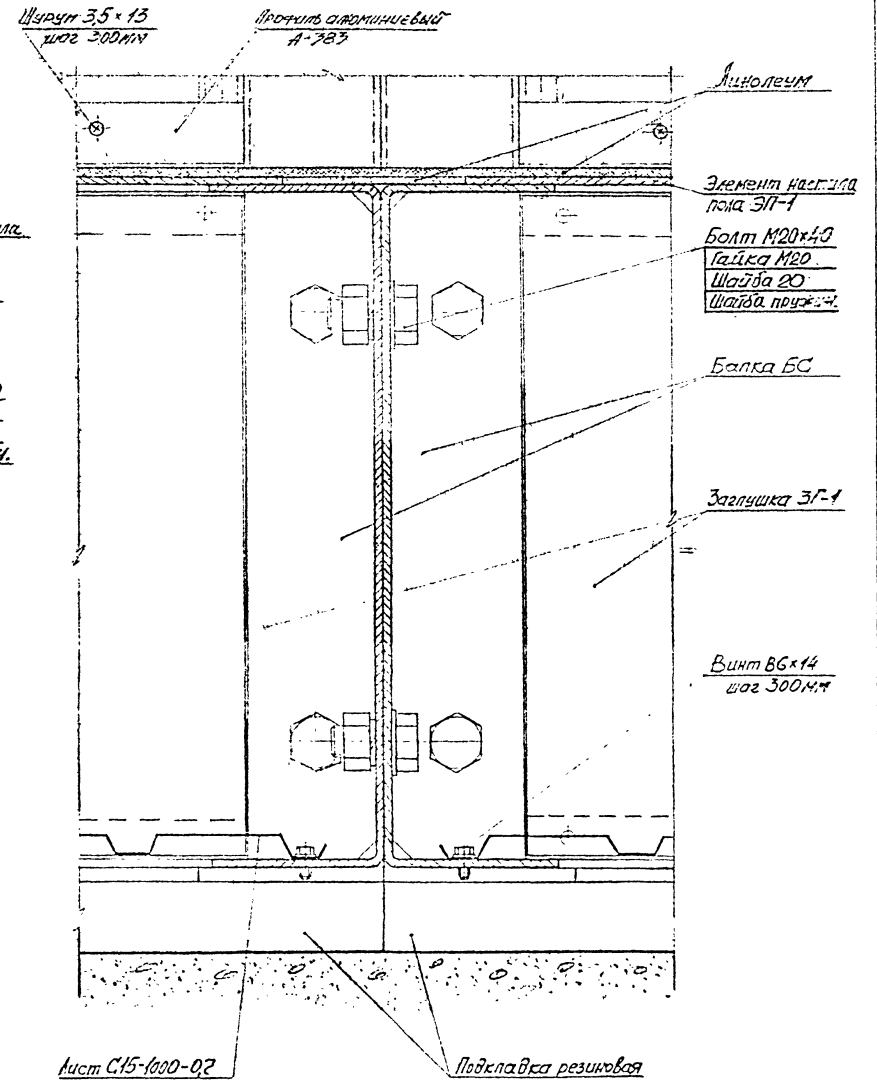 Шуруп 3,5×13
шаг 300мм
Профиль алюминиевый
А-383
Линолеум
Элемент настила
пола ЭП-1
Болт М20×40
Гайка М20
Шайба 20
Шайба пружин.
Балка БС
Заглушка ЗГ-1
Винт В6×14
шаг 300мм
Лист С15-1000-0,7
Подкладка резиновая